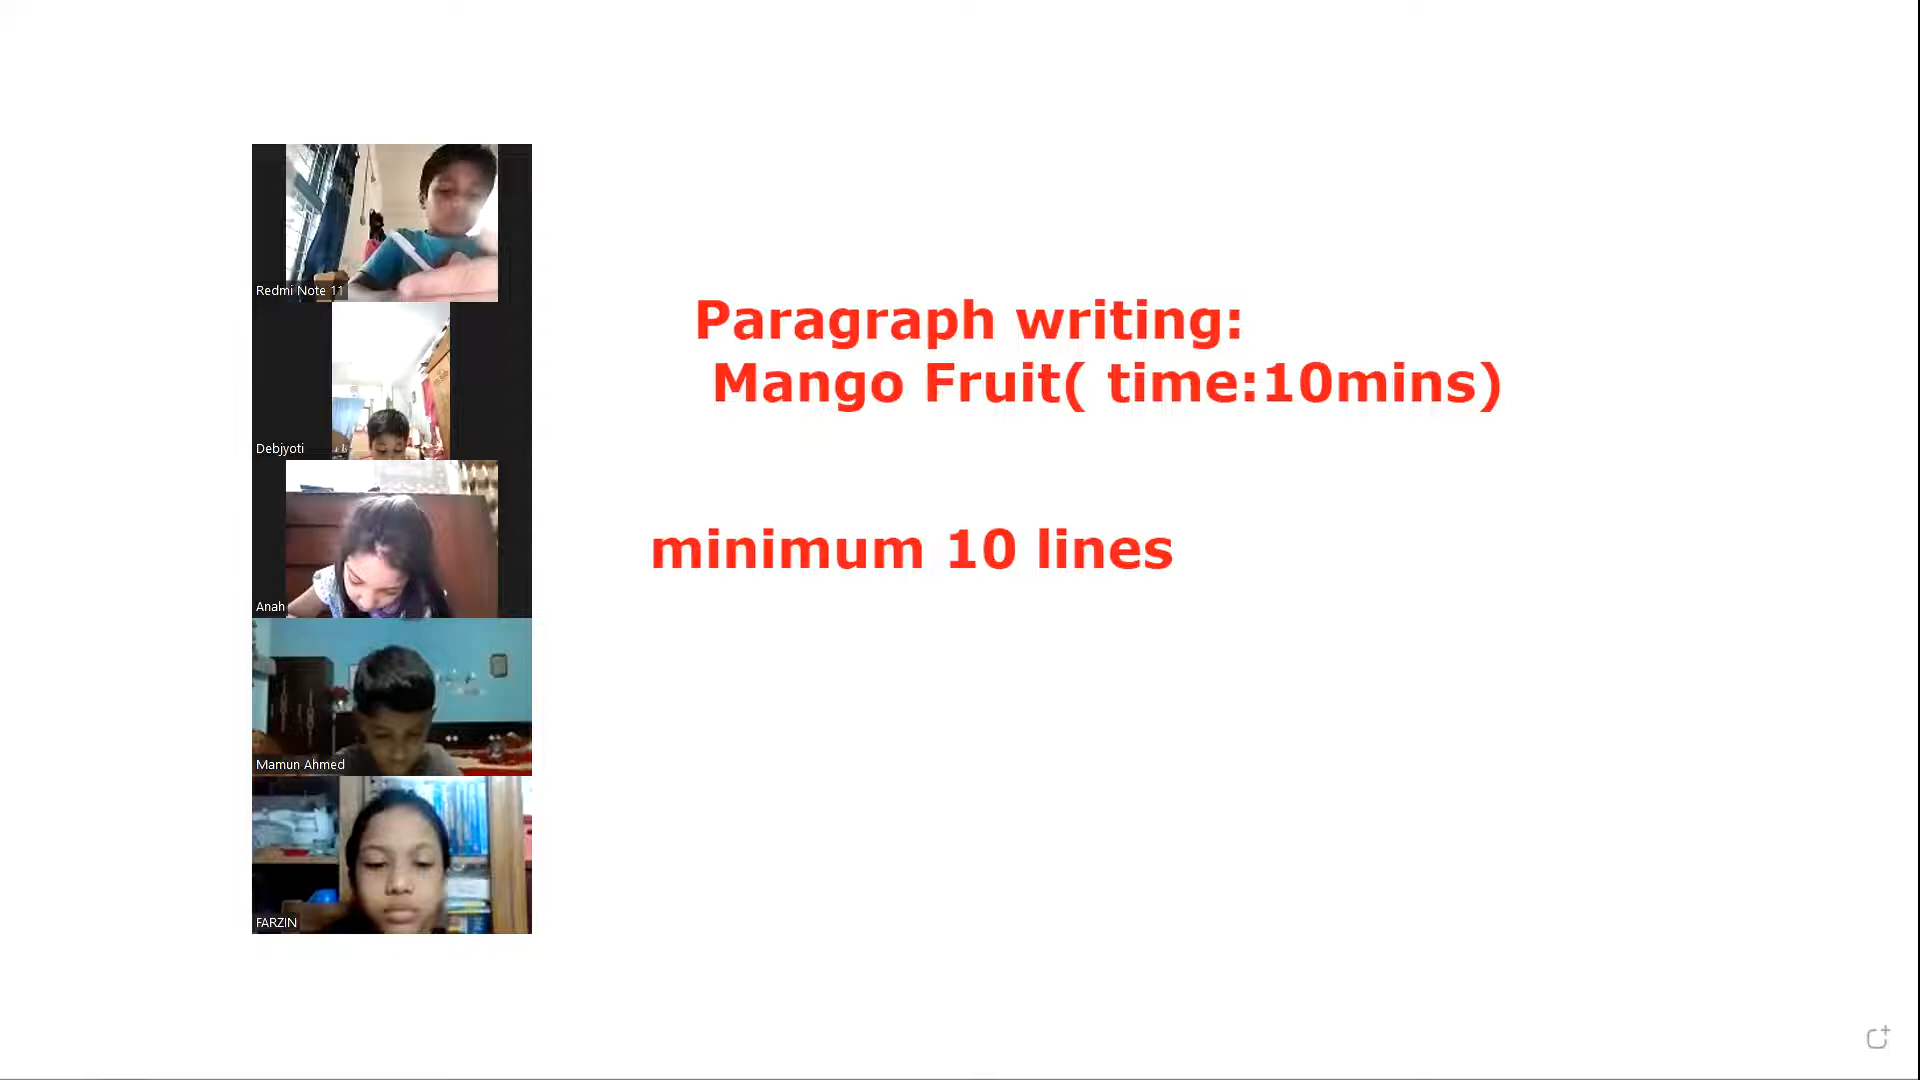 Redmi Note 11
Debjyoti
Anah
Mamun Ahmed
FARZIN
Paragraph writing:
Mango Fruit( time:10mins)
minimum 10 lines